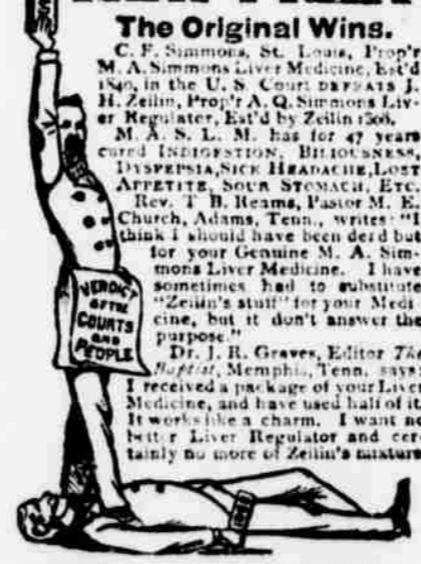 The Original Wins.
C. F. Simmons, St. Louis, Prop'r
M. A. Simmons Liver Medicine, Est'd
1840, in the U. S. Court DEFEATS J.
H. Zeilin, Prop'r A. Q. Simmons Liv-
er Regulator, Est'd by Zeilin 1868.
M. A. S. L. M. has for 47 years
cured INDIGESTION, BILIOUSNESS,
DYSPEPSIA, SICK HEADACHE, LOST
APPETITE, SOUR STOMACH, ETC.
Rev. T B. Reams, Pastor M. E.
Church, Adams, Tenn., writes: "I
think I should have been dead but
for your Genuine M. A. Sim-
mons Liver Medicine. I have
sometimes had to substitute
"Zeilin's stuff" for your Medi
cine, but it don't answer the
purpose."
Dr. J. R. Graves, Editor The
Baptist, Memphis, Tenn. says:
I received a package of your Liver
Medicine, and have used half of it.
It works like a charm. I want no
better Liver Regulator and cer-
tainly no more of Zeilin's mixture
VERDICT
OF THE
COURTS
AND
PEOPLE